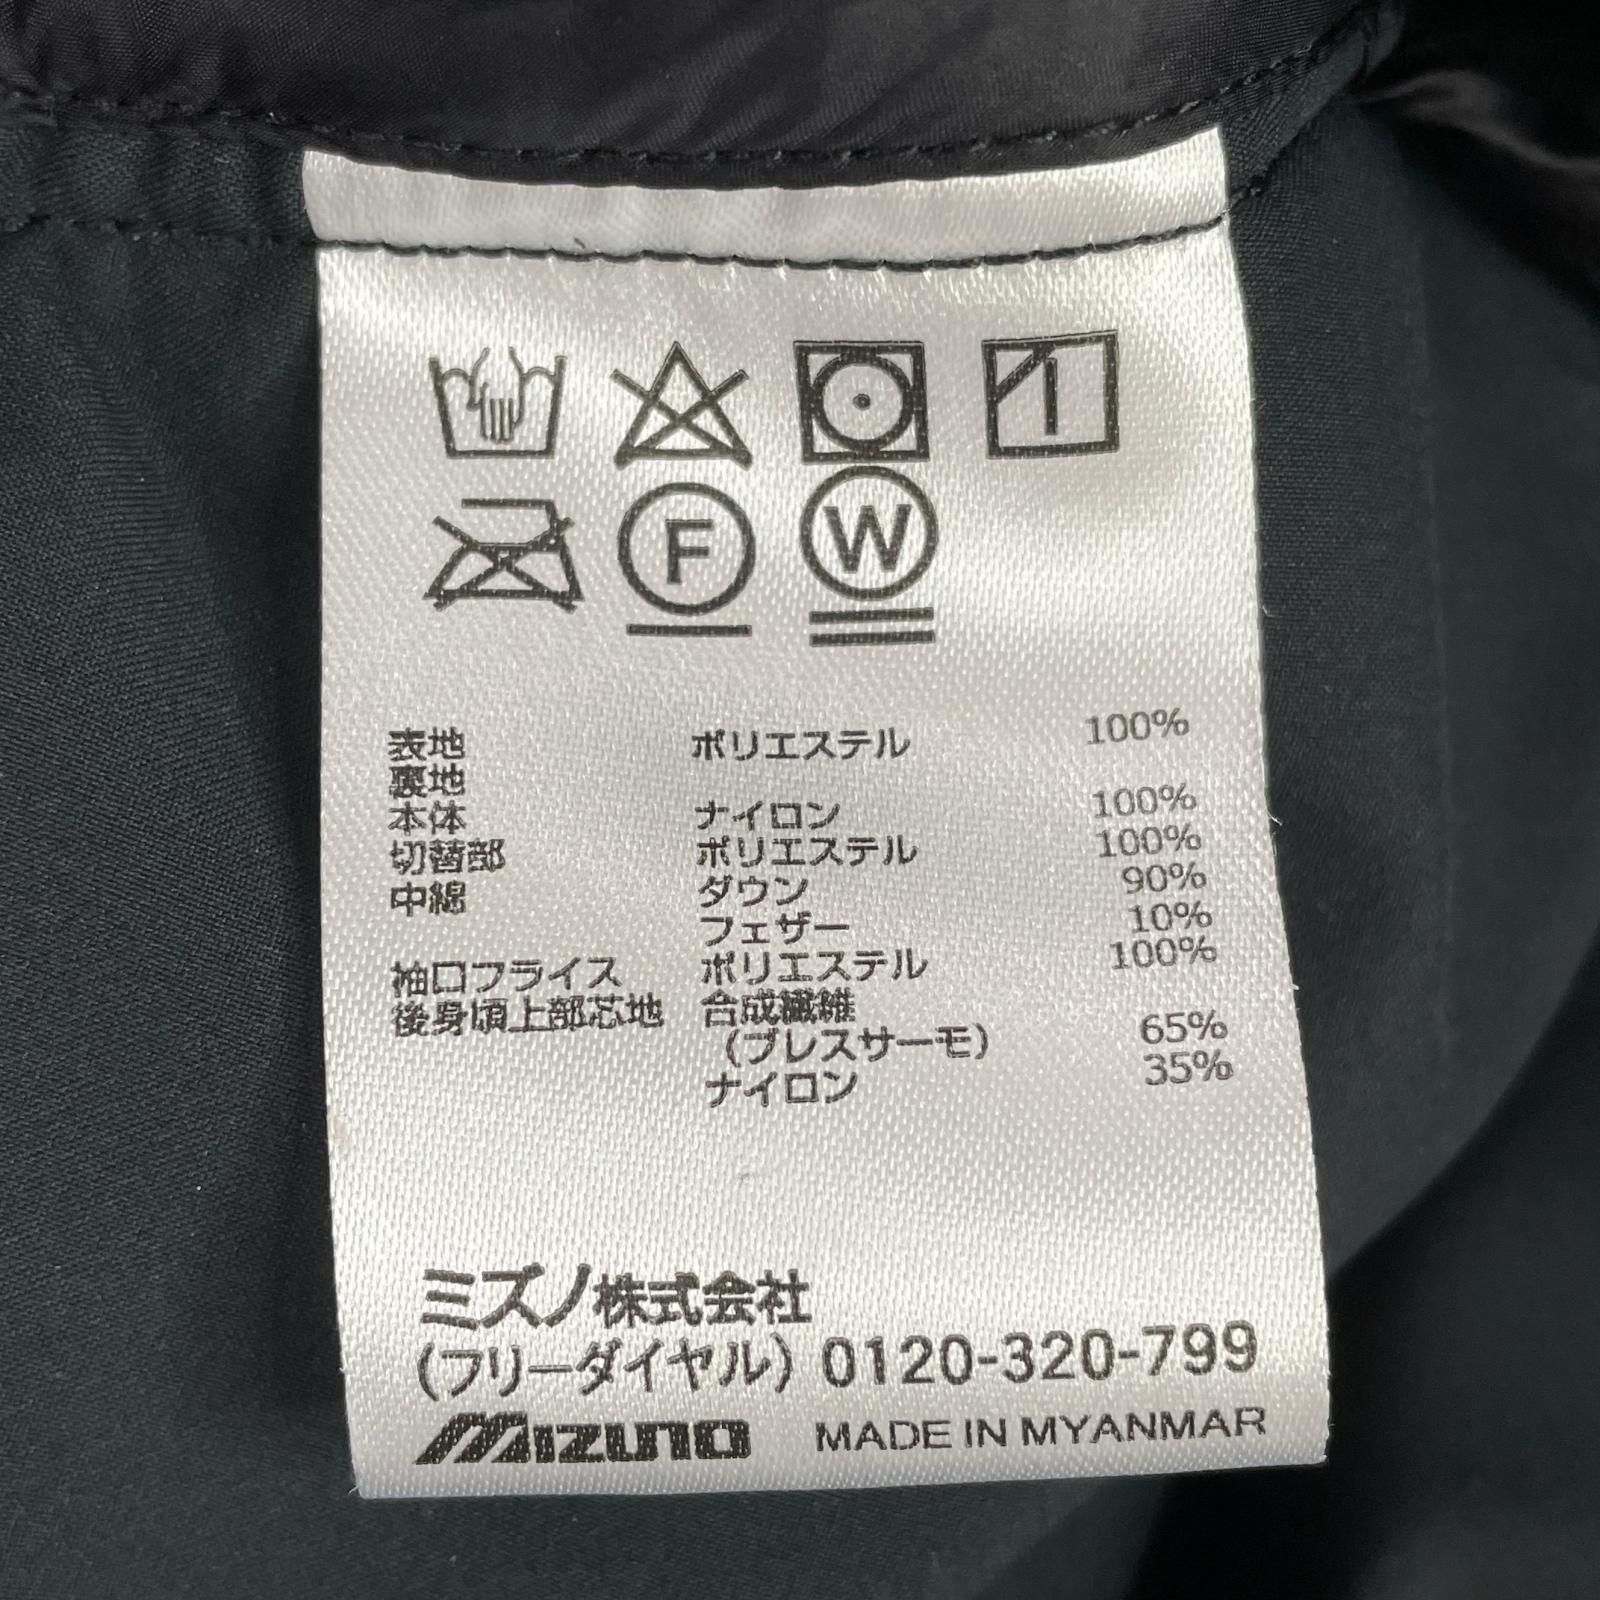 F W
表地 ポリエステル 100%
裏地
本体 ナイロン 100%
切替部 ポリエステル 100%
中綿 ダウン 90%
フェザー 10%
袖口フライス ポリエステル 100%
後身頃上部芯地 合成繊維
(ブレスサーモ) 65%
ナイロン 35%
ミズノ株式会社
(フリーダイヤル) 0120-320-799
MIZUNO MADE IN MYANMAR